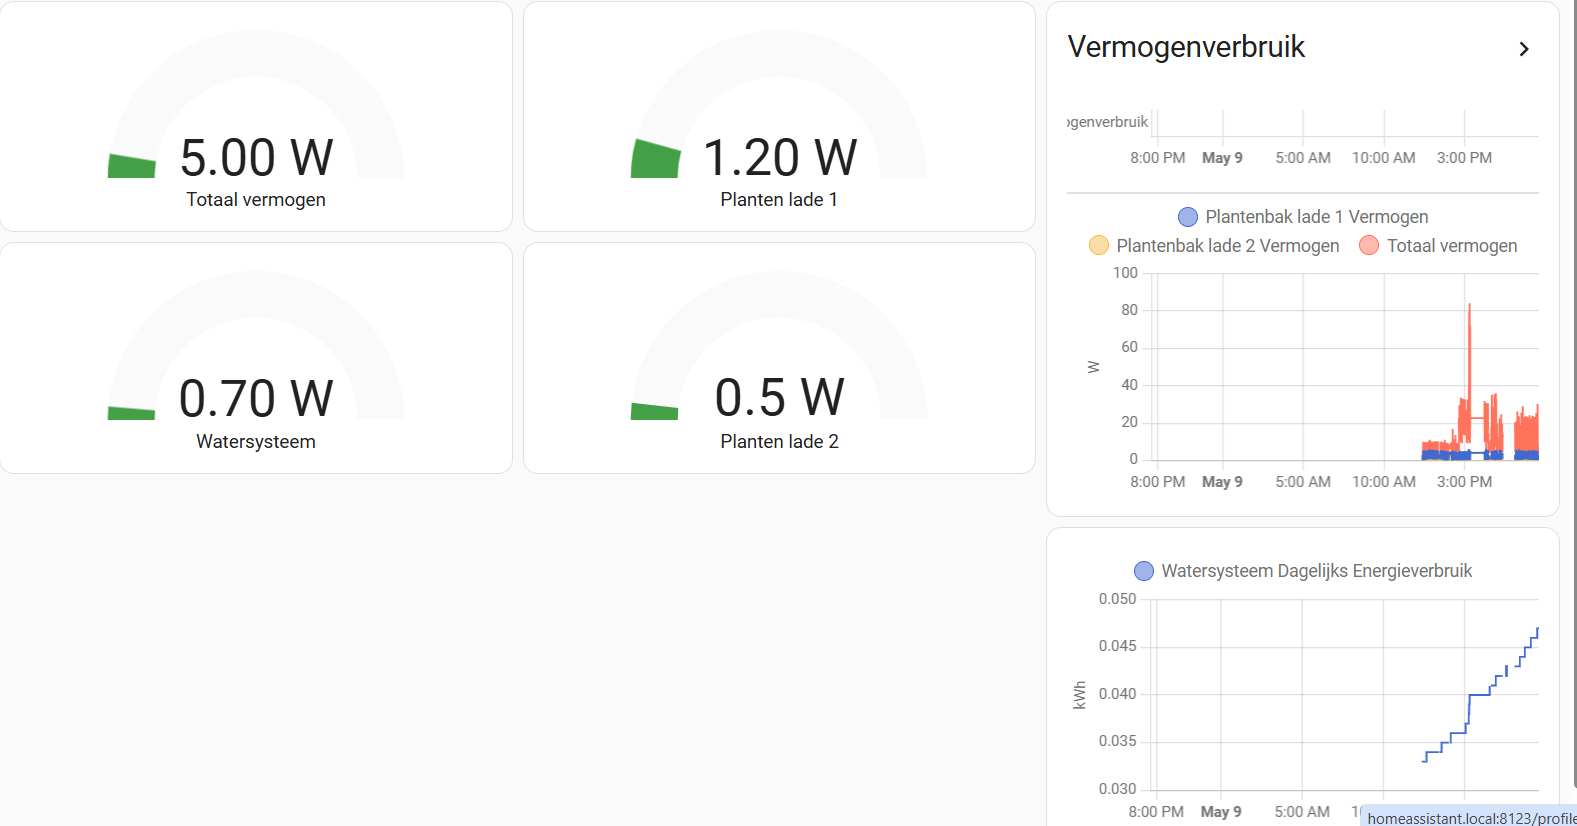 5.00 W
Totaal vermogen
1.20 W
Planten lade 1
0.70 W
Watersysteem
0.5 W
Planten lade 2
Vermogenverbruik
ogenverbruik
8:00 PM May 9 5:00 AM 10:00 AM 3:00 PM
Plantenbak lade 1 Vermogen
Plantenbak lade 2 Vermogen Totaal vermogen
100
80
60
40
20
0
W
8:00 PM May 9 5:00 AM 10:00 AM 3:00 PM
Watersysteem Dagelijks Energieverbruik
0.050
0.045
0.040
0.035
0.030
kWh
8:00 PM May 9 5:00 AM 10
homeassistant.local:8123/profile